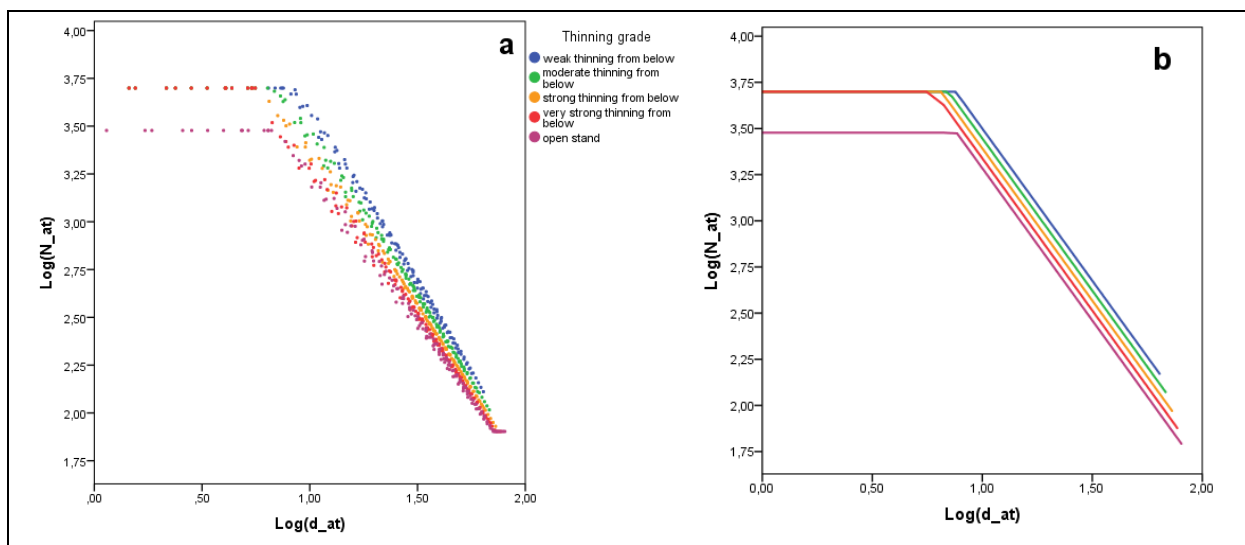 a
4,00
3,75
3,50
3,25
3,00
2,75
2,50
2,25
2,00
1,75
Log(N_at)
,00
,50
1,00
1,50
2,00
Log(d_at)
Thinning grade
weak thinning from below
moderate thinning from
below
strong thinning from below
very strong thinning from
below
open stand
b
4,00
3,75
3,50
3,25
3,00
2,75
2,50
2,25
2,00
1,75
Log(N_at)
0,00
0,50
1,00
1,50
2,00
Log(d_at)